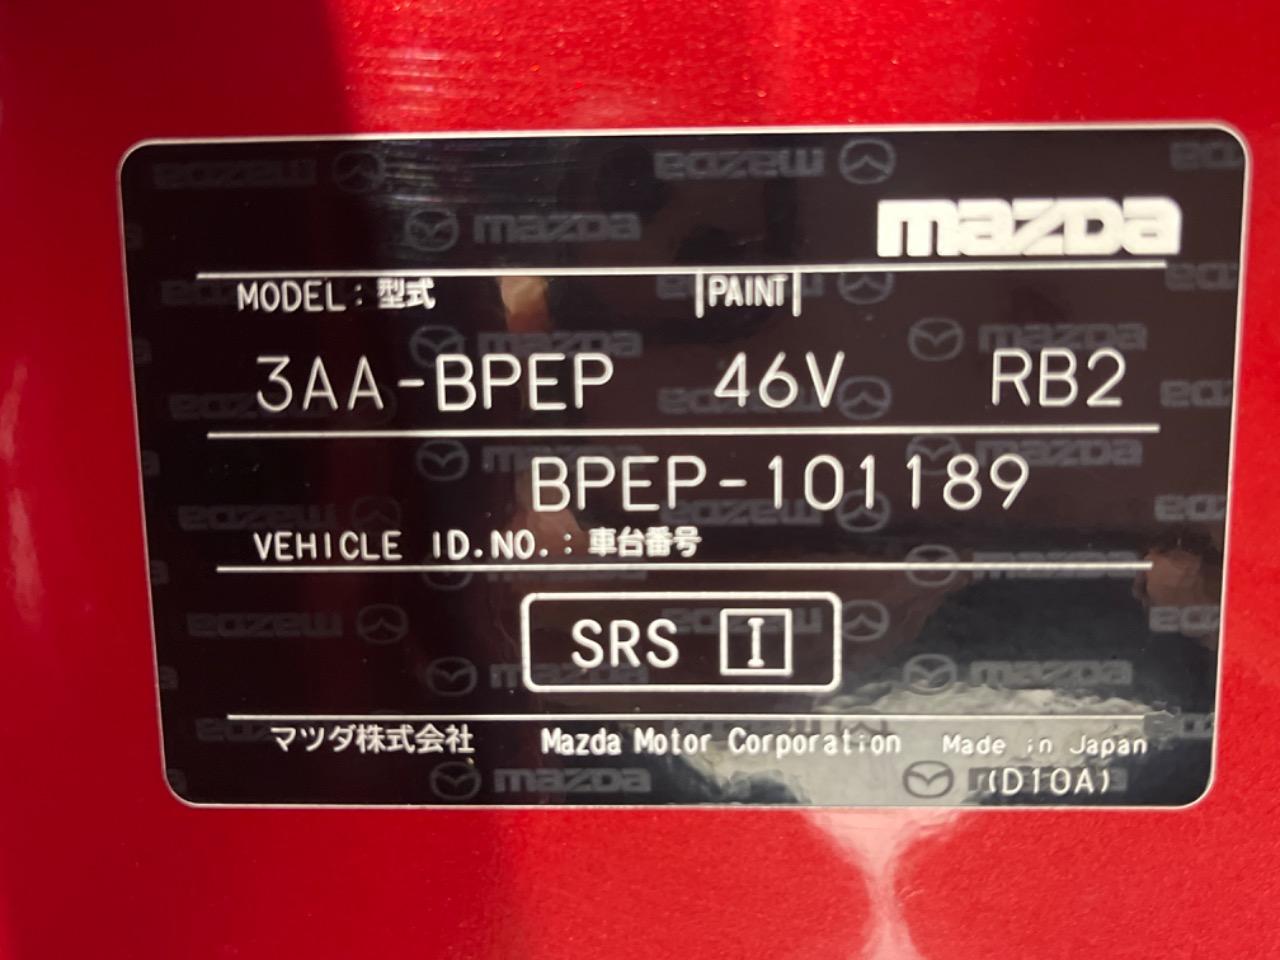 mazda
MODEL: 型式 |PAINT|
3AA-BPEP 46V RB2
BPEP-101189
VEHICLE ID.NO.: 車台番号
SRS I
マツダ株式会社 Mazda Motor Corporation Made in Japan
(D10A)